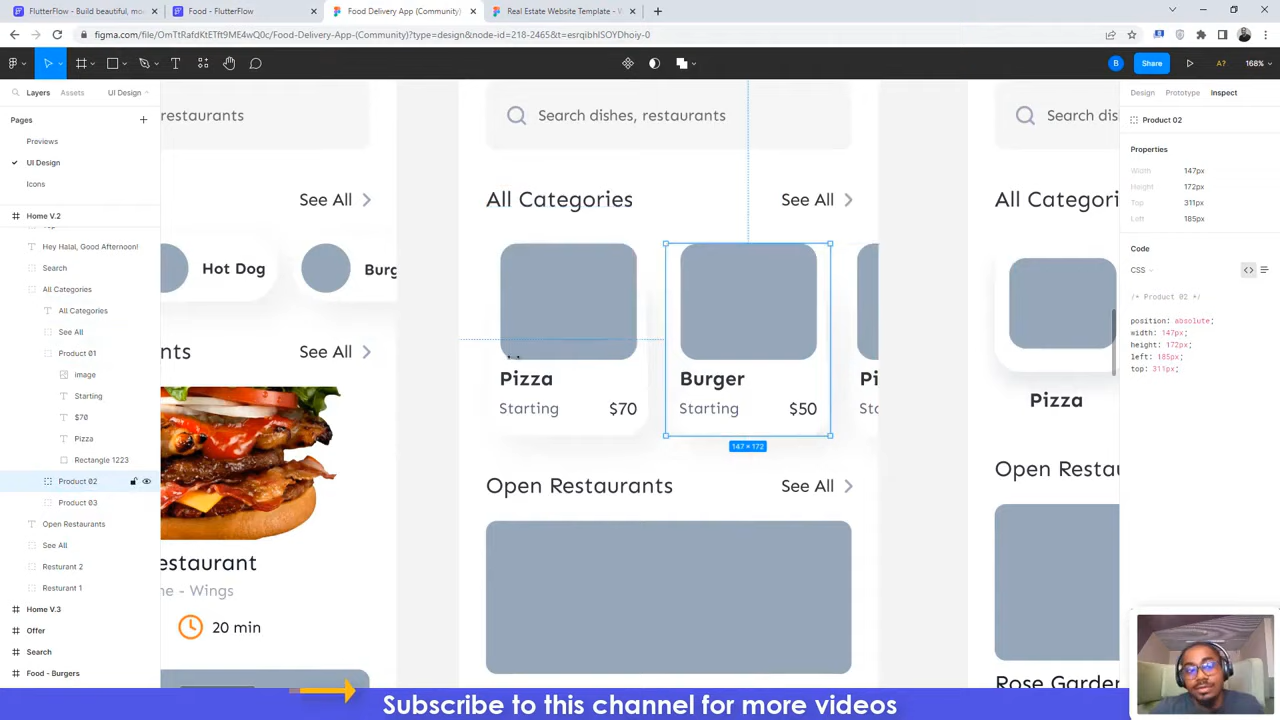 FlutterFlow - Build beautiful, mo
Food - FlutterFlow
Food Delivery App (Community)
Real Estate Website Template -
figma.com/file/OmTtRafdKtETft9ME4wQ0c/Food-Delivery-App-(Community)?type=design&node-id=218-2465&t=esrqibhlSOYDhoiy-0
B
Share
A?
168%
Layers
Assets
UI Design
Pages
Previews
UI Design
Icons
Home V.2
Hey Halal, Good Afternoon!
Search
All Categories
All Categories
See All
Product 01
image
Starting
$70
Pizza
Rectangle 1223
Product 02
Product 03
Open Restaurants
See All
Resturant 2
Resturant 1
Home V.3
Offer
Search
Food - Burgers
restaurants
See All
Hot Dog
Burg
nts
See All
estaurant
ne - Wings
20 min
Search dishes, restaurants
All Categories
See All
Pizza
Starting
$70
Burger
Starting
$50
Pi
Sta
147 × 172
Open Restaurants
See All
Search dis
All Categori
Pizza
Open Restau
Rose Garden
Design
Prototype
Inspect
Product 02
Properties
Width
147px
Height
172px
Top
311px
Left
185px
Code
CSS
/* Product 02 */
position: absolute;
width: 147px;
height: 172px;
left: 185px;
top: 311px;
Subscribe to this channel for more videos